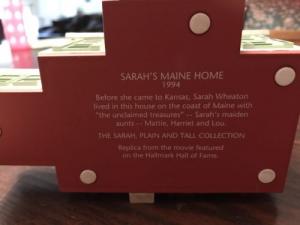 SARAH'S MAINE HOME
1994
Before she came to Kansas, Sarah Wheaton
lived in this house on the coast of Maine with
"the unclaimed treasures" -- Sarah's maiden
aunts -- Mattie, Harriet and Lou.
THE SARAH, PLAIN AND TALL COLLECTION
Replica from the movie featured
on the Hallmark Hall of Fame.